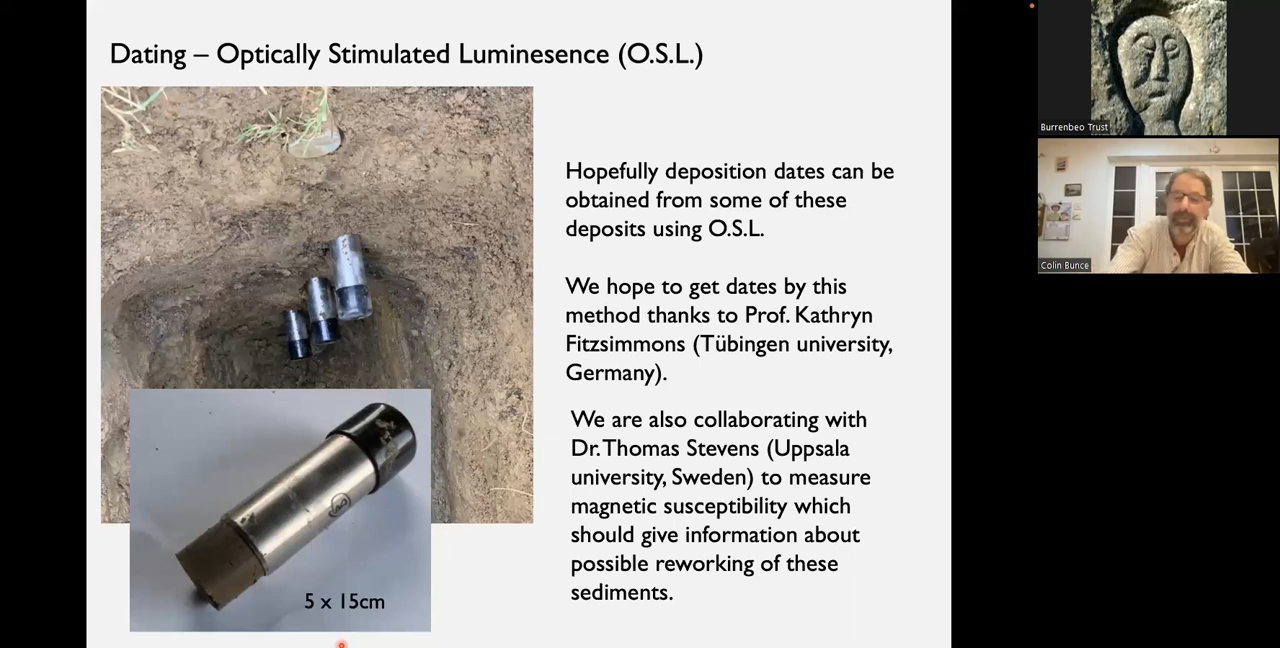 Dating – Optically Stimulated Luminesence (O.S.L.)
Hopefully deposition dates can be
obtained from some of these
deposits using O.S.L.
We hope to get dates by this
method thanks to Prof. Kathryn
Fitzsimmons (Tübingen university,
Germany).
We are also collaborating with
Dr. Thomas Stevens (Uppsala
university, Sweden) to measure
magnetic susceptibility which
should give information about
possible reworking of these
sediments.
5 x 15cm
Burrenbeo Trust
Colin Bunce